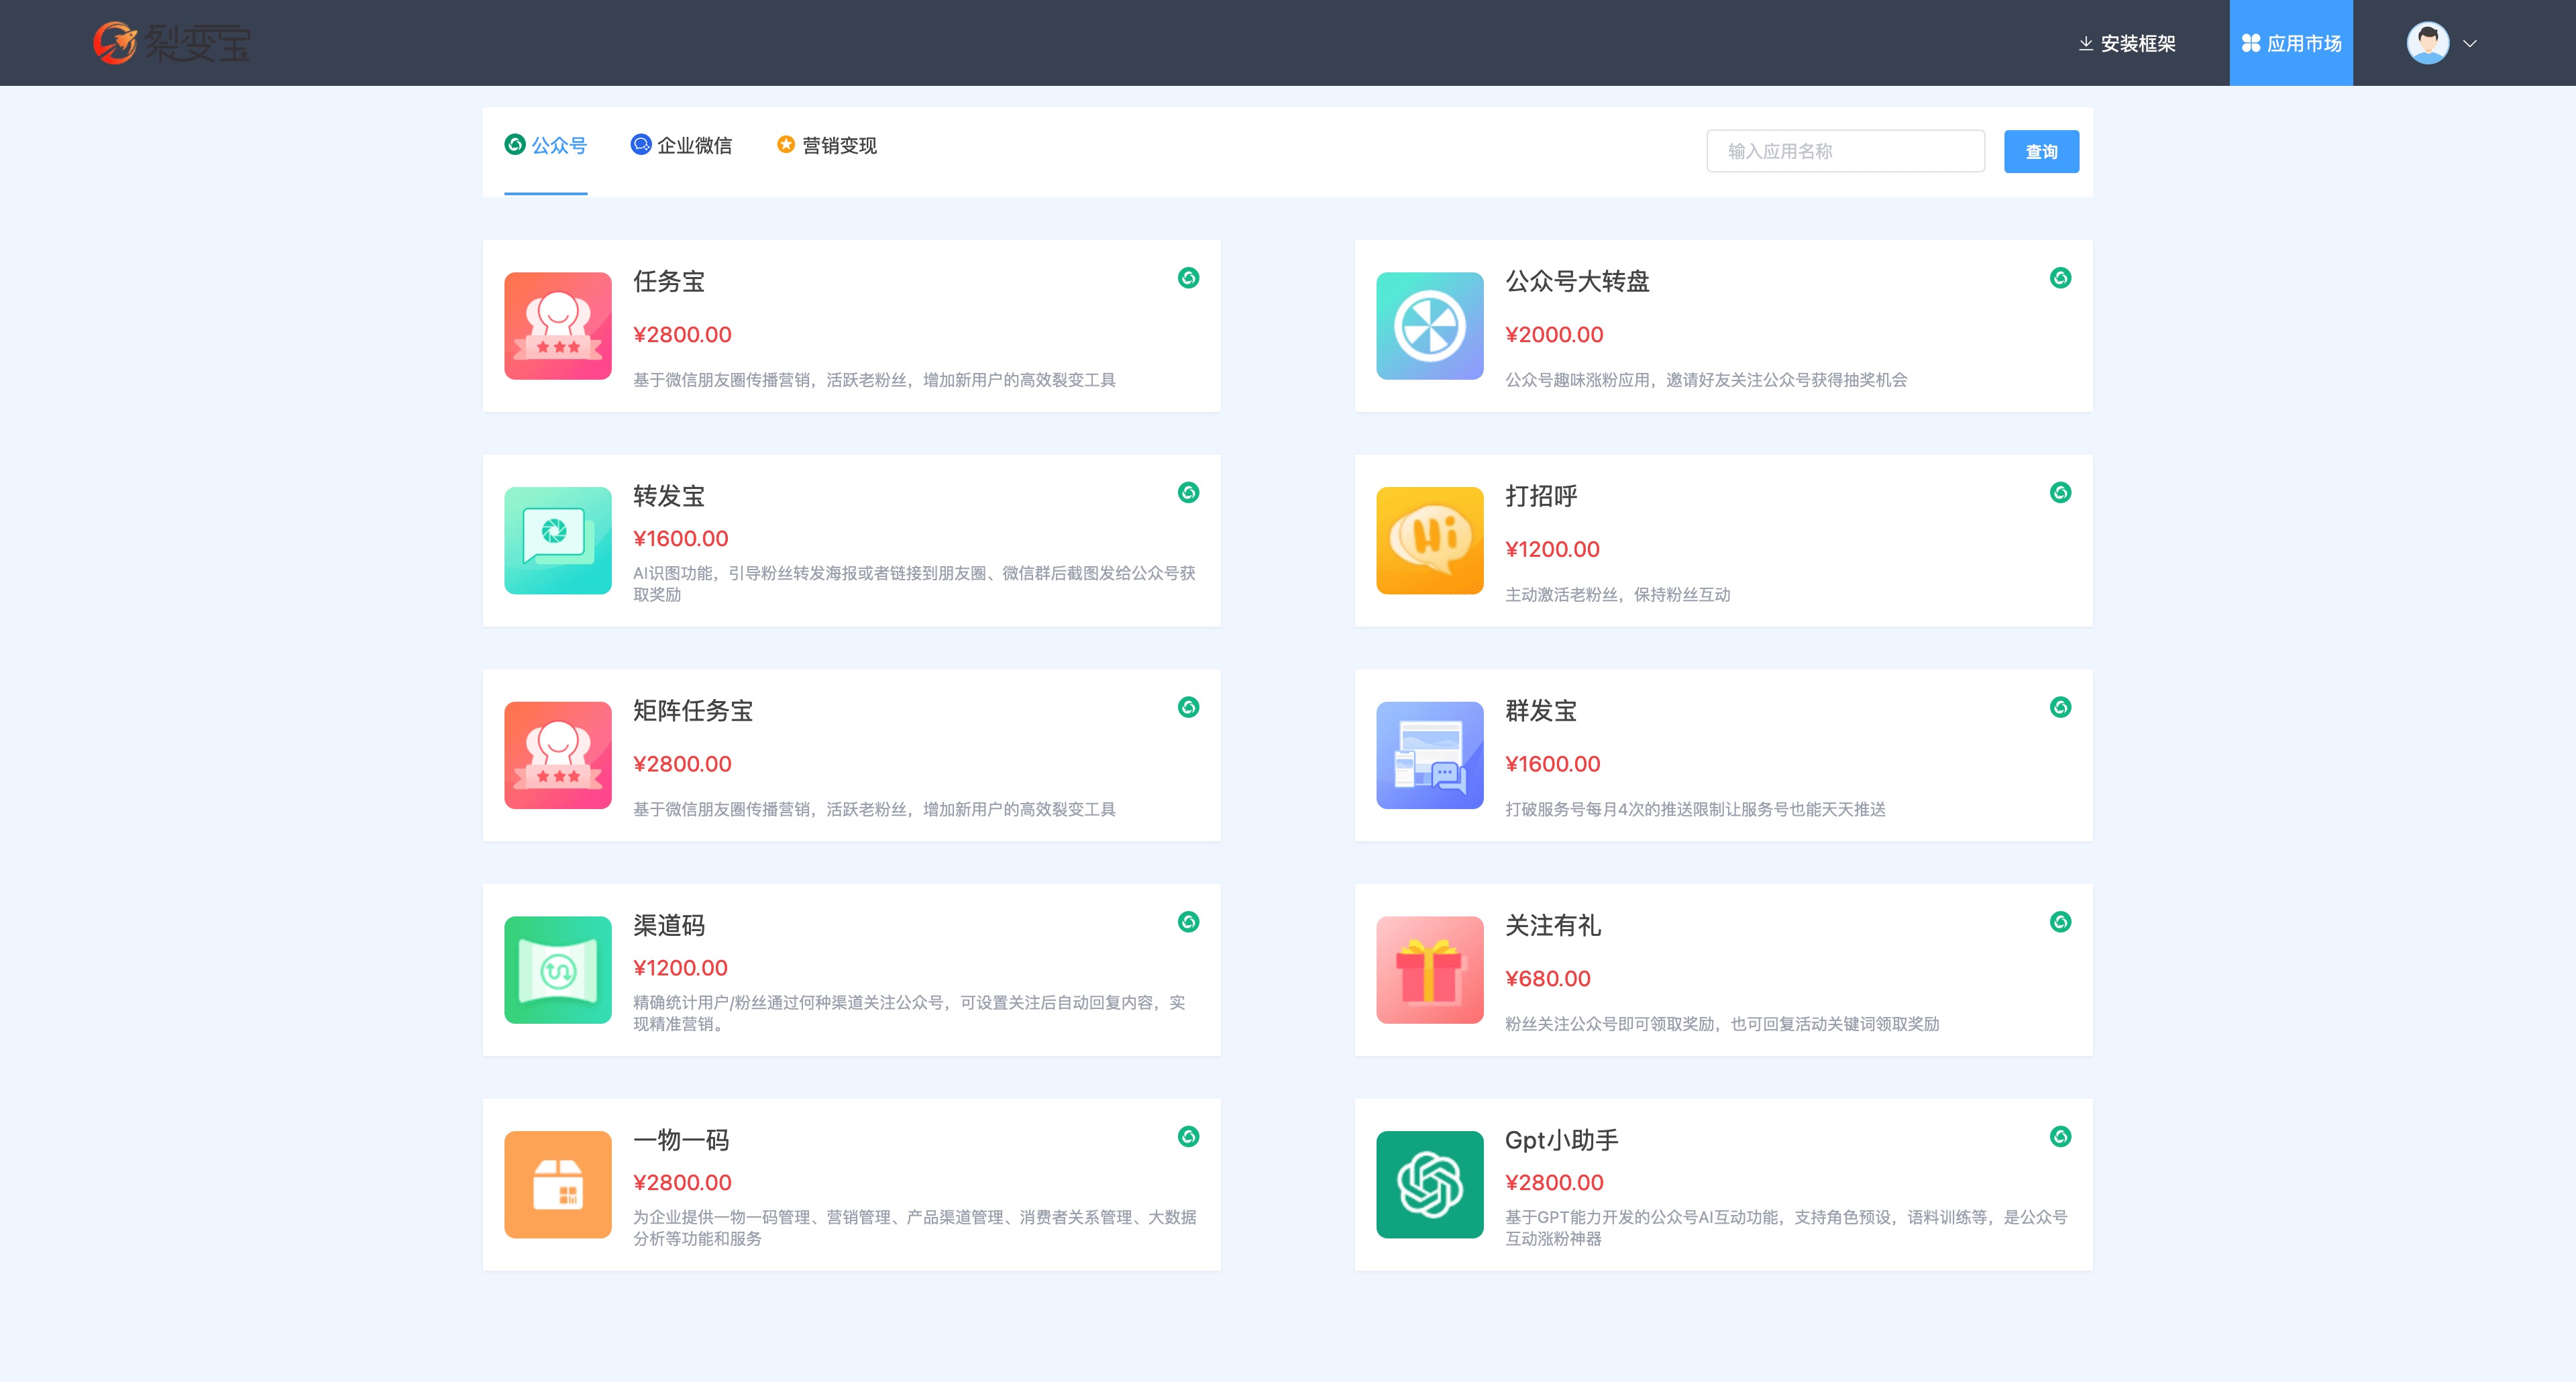 裂变宝
安装框架
应用市场
公众号
企业微信
营销变现
输入应用名称
查询
任务宝
¥2800.00
基于微信朋友圈传播营销，活跃老粉丝，增加新用户的高效裂变工具
公众号大转盘
¥2000.00
公众号趣味涨粉应用，邀请好友关注公众号获得抽奖机会
转发宝
¥1600.00
AI识图功能，引导粉丝转发海报或者链接到朋友圈、微信群后截图发给公众号获
取奖励
Hi
打招呼
¥1200.00
主动激活老粉丝，保持粉丝互动
矩阵任务宝
¥2800.00
基于微信朋友圈传播营销，活跃老粉丝，增加新用户的高效裂变工具
群发宝
¥1600.00
打破服务号每月4次的推送限制让服务号也能天天推送
渠道码
¥1200.00
精确统计用户/粉丝通过何种渠道关注公众号，可设置关注后自动回复内容，实
现精准营销。
关注有礼
¥680.00
粉丝关注公众号即可领取奖励，也可回复活动关键词领取奖励
一物一码
¥2800.00
为企业提供一物一码管理、营销管理、产品渠道管理、消费者关系管理、大数据
分析等功能和服务
Gpt小助手
¥2800.00
基于GPT能力开发的公众号AI互动功能，支持角色预设，语料训练等，是公众号
互动涨粉神器